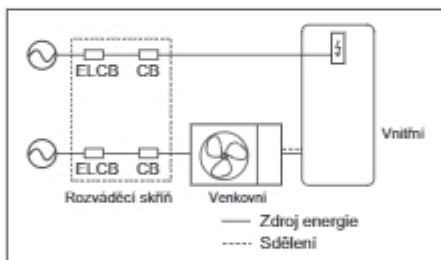 ELCB CB
Vnitřní
ELCB CB
Rozváděcí skříň Venkovní
Zdroj energie
Sdělení